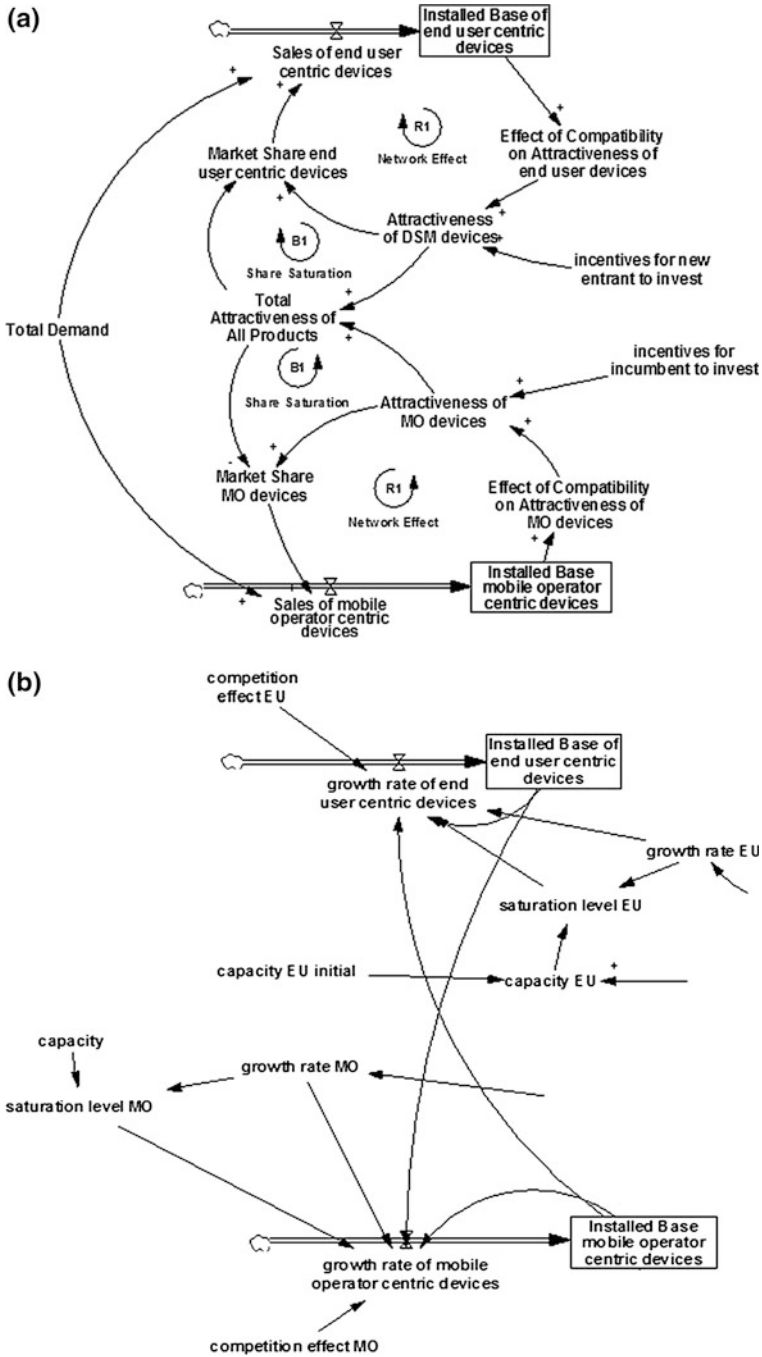 (a)
Installed Base of
end user centric
devices
Sales of end user
centric devices
+
+
R1
Network Effect
+
Effect of Compatibility
on Attractiveness of
end user devices
Market Share end
user centric devices
+
+
Attractiveness
of DSM devices
+
B1
Share Saturation
incentives for new
entrant to invest
+
Total
Attractiveness of
All Products
+
Total Demand
B1
Share Saturation
incentives for
incumbent to invest
+
Attractiveness of
MO devices
+
+
-
Market Share
MO devices
R1
Network Effect
Effect of Compatibility
on Attractiveness of
MO devices
+
Installed Base
mobile operator
centric devices
+
Sales of mobile
operator centric
devices
(b)
competition
effect EU
Installed Base of
end user centric
devices
growth rate of end
user centric devices
growth rate EU
saturation level EU
capacity EU initial
capacity EU
+
capacity
growth rate MO
saturation level MO
Installed Base
mobile operator
centric devices
growth rate of mobile
operator centric devices
competition effect MO